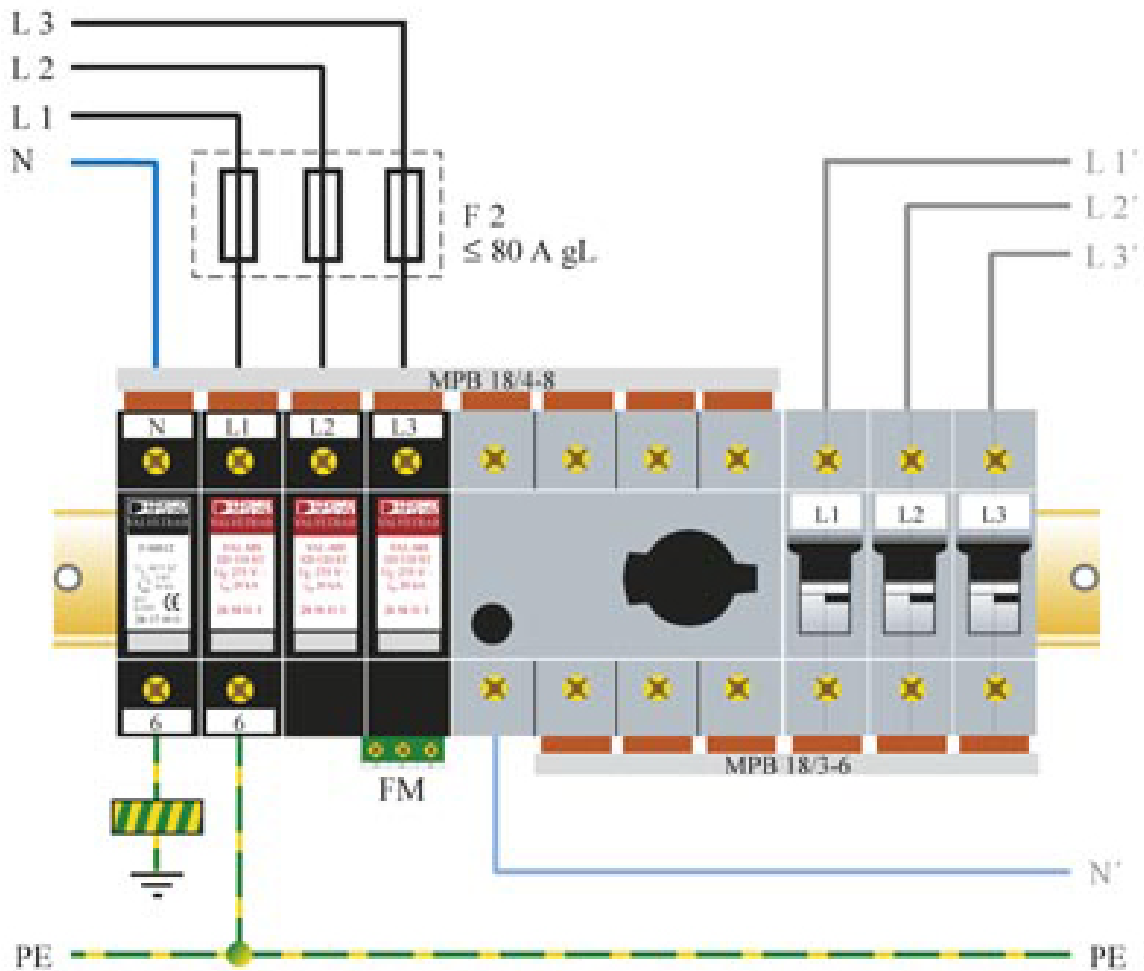 L 3
L 2
L 1
N
F 2
≤ 80 A gL
L 1'
L 2'
L 3'
MPB 18/4-8
N
L1
L2
L3
L1
L2
L3
6
6
FM
MPB 18/3-6
N'
PE
PE